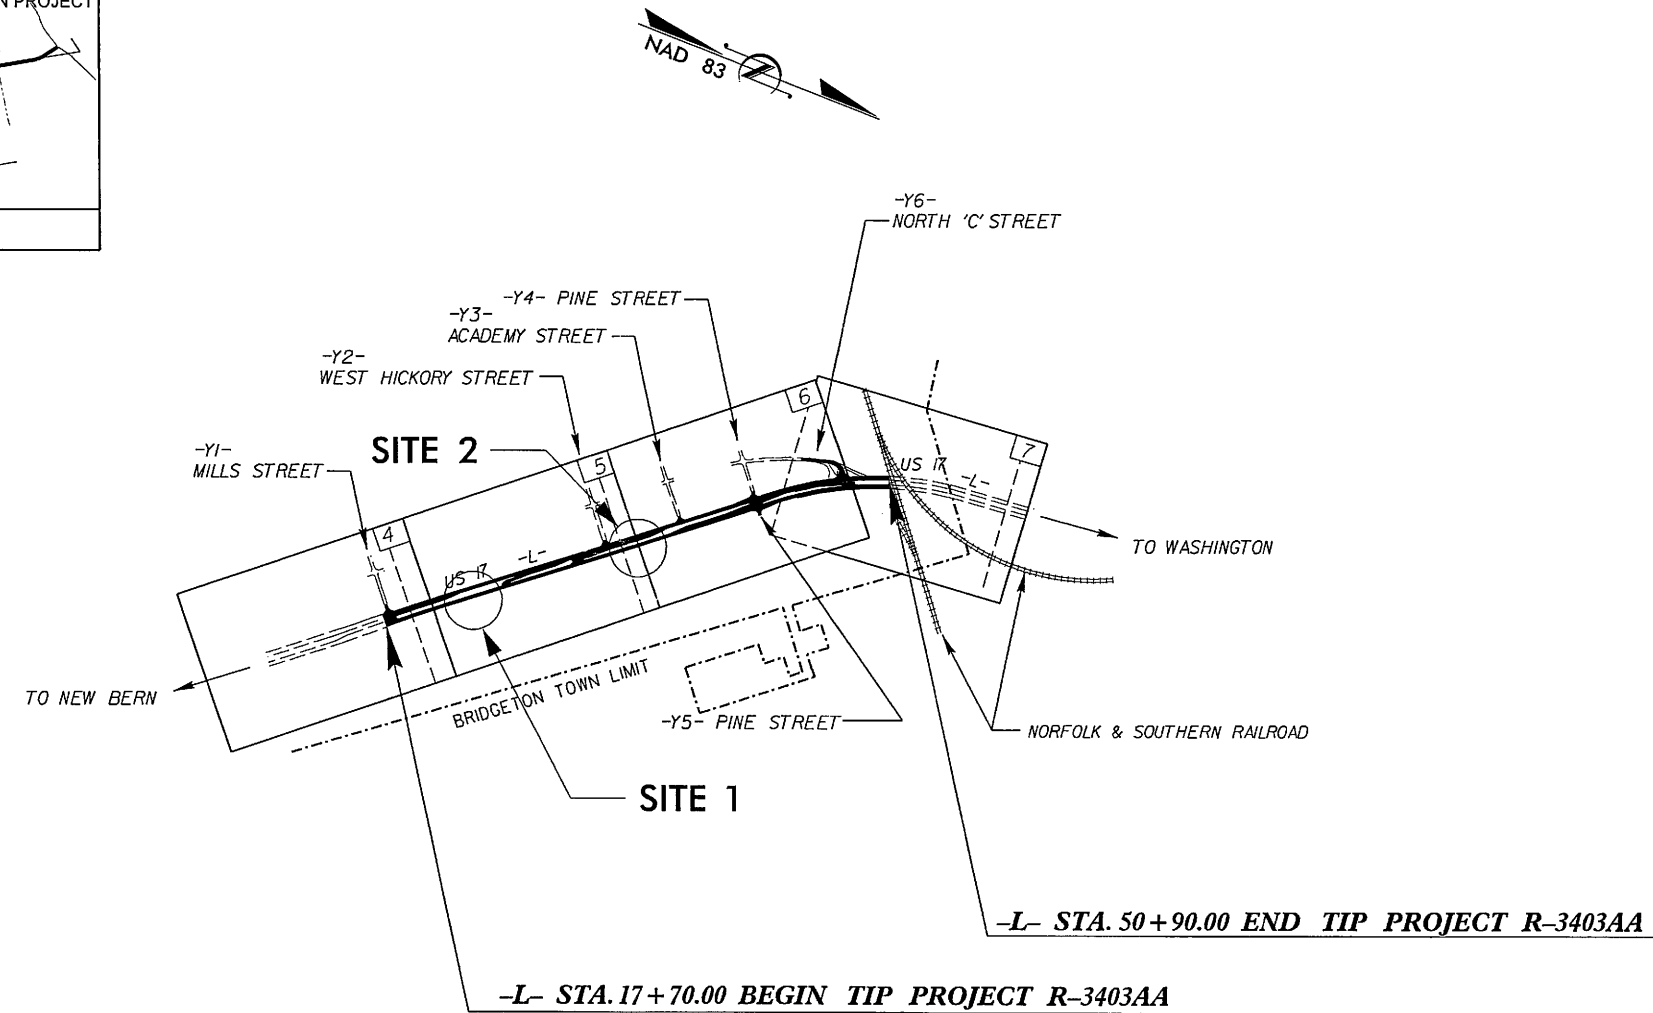 N PROJECT
NAD 83
-Y6-
NORTH 'C' STREET
-Y4- PINE STREET
-Y3-
ACADEMY STREET
-Y2-
WEST HICKORY STREET
-Y1-
MILLS STREET
SITE 2
6
7
5
4
US 17
-L-
US 17
-L-
TO WASHINGTON
TO NEW BERN
BRIDGETON TOWN LIMIT
-Y5- PINE STREET
NORFOLK & SOUTHERN RAILROAD
SITE 1
-L- STA. 50+90.00 END TIP PROJECT R-3403AA
-L- STA. 17+70.00 BEGIN TIP PROJECT R-3403AA